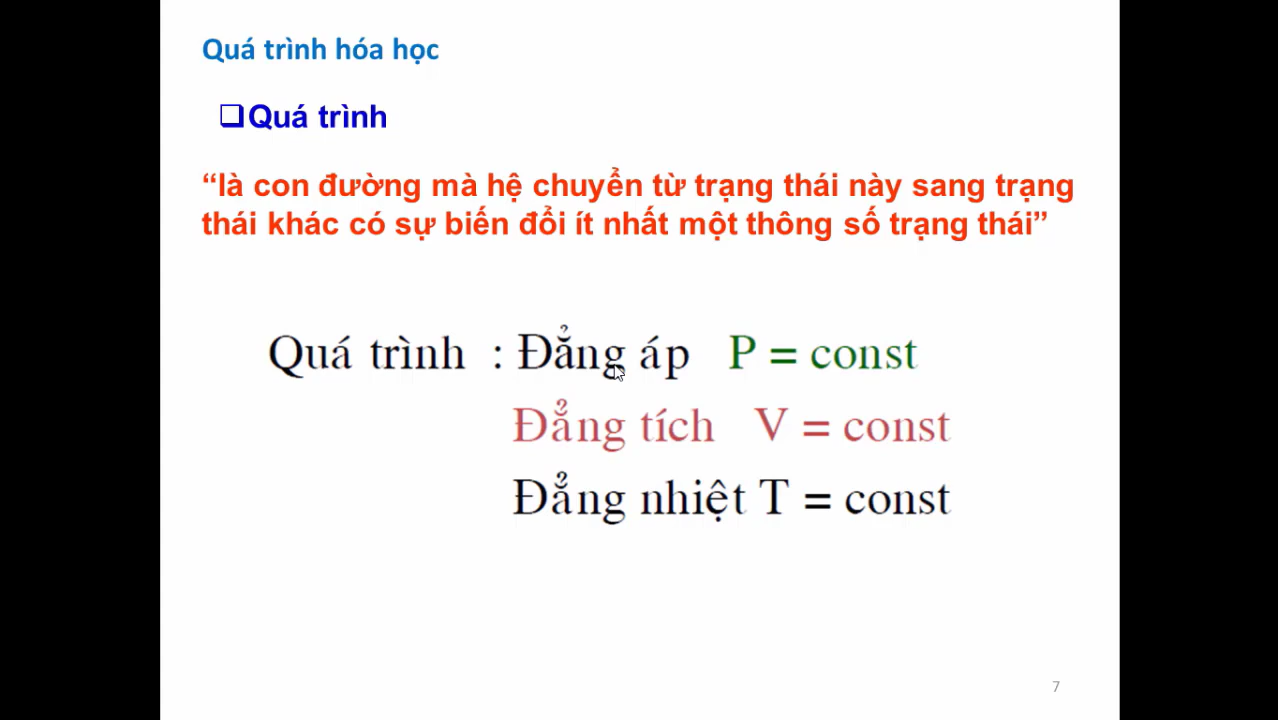 Quá trình hóa học
❑Quá trình
“là con đường mà hệ chuyển từ trạng thái này sang trạng
thái khác có sự biến đổi ít nhất một thông số trạng thái”
Quá trình : Đẳng áp P = const
Đẳng tích V = const
Đẳng nhiệt T = const
7